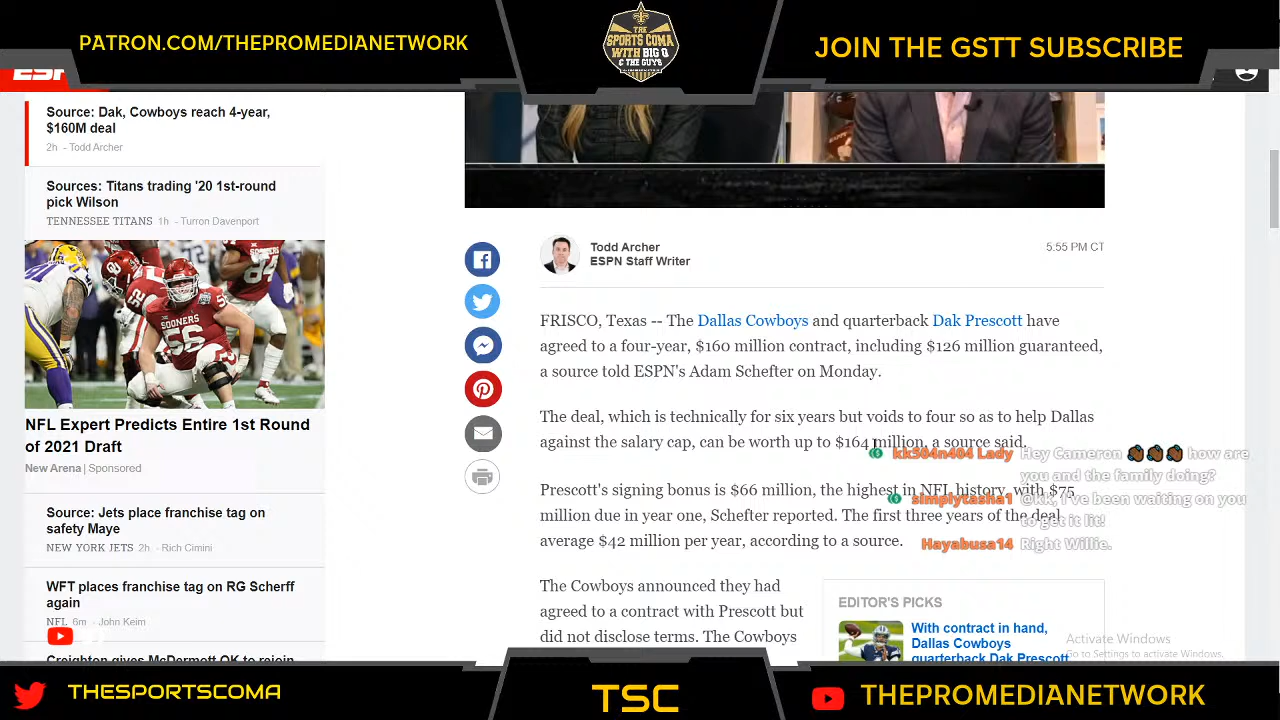 PATRON.COM/THEPROMEDIANETWORK
THE
SPORTS COMA
WITH BIG Q
& THE GUYS
JOIN THE GSTT SUBSCRIBE
Source: Dak, Cowboys reach 4-year,
$160M deal
2h - Todd Archer
Sources: Titans trading '20 1st-round
pick Wilson
TENNESSEE TITANS 1h - Turron Davenport
SOONERS
56
NFL Expert Predicts Entire 1st Round
of 2021 Draft
New Arena | Sponsored
Source: Jets place franchise tag on
safety Maye
NEW YORK JETS 2h - Rich Cimini
WFT places franchise tag on RG Scherff
again
NFL 6m - John Keim
Creighton gives McDermott OK to rejoin
Todd Archer
ESPN Staff Writer
5:55 PM CT
FRISCO, Texas -- The Dallas Cowboys and quarterback Dak Prescott have
agreed to a four-year, $160 million contract, including $126 million guaranteed,
a source told ESPN's Adam Schefter on Monday.
The deal, which is technically for six years but voids to four so as to help Dallas
against the salary cap, can be worth up to $164 million, a source said.
Prescott's signing bonus is $66 million, the highest in NFL history, with $75
million due in year one, Schefter reported. The first three years of the deal
average $42 million per year, according to a source.
The Cowboys announced they had
agreed to a contract with Prescott but
did not disclose terms. The Cowboys
EDITOR'S PICKS
With contract in hand,
Dallas Cowboys
quarterback Dak Prescott
kk504n404 Lady Hey Cameron how are
you and the family doing?
simplytasha1 @kk, I've been waiting on you
to get it lit!
Hayabusa14 Right Willie.
Activate Windows
Go to Settings to activate Windows.
THESPORTSCOMA
TSC
THEPROMEDIANETWORK